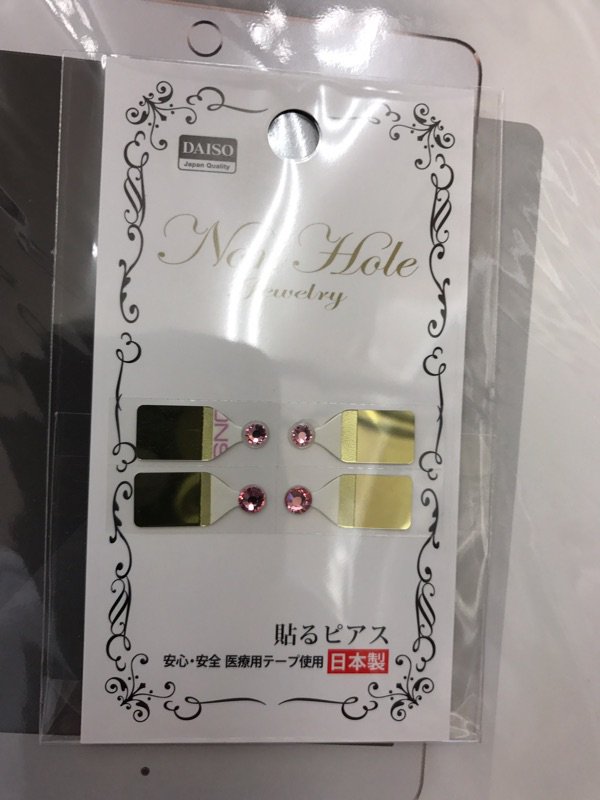 DAISO
Japan Quality
Non Hole
Jewelry
貼るピアス
安心・安全 医療用テープ使用 日本製